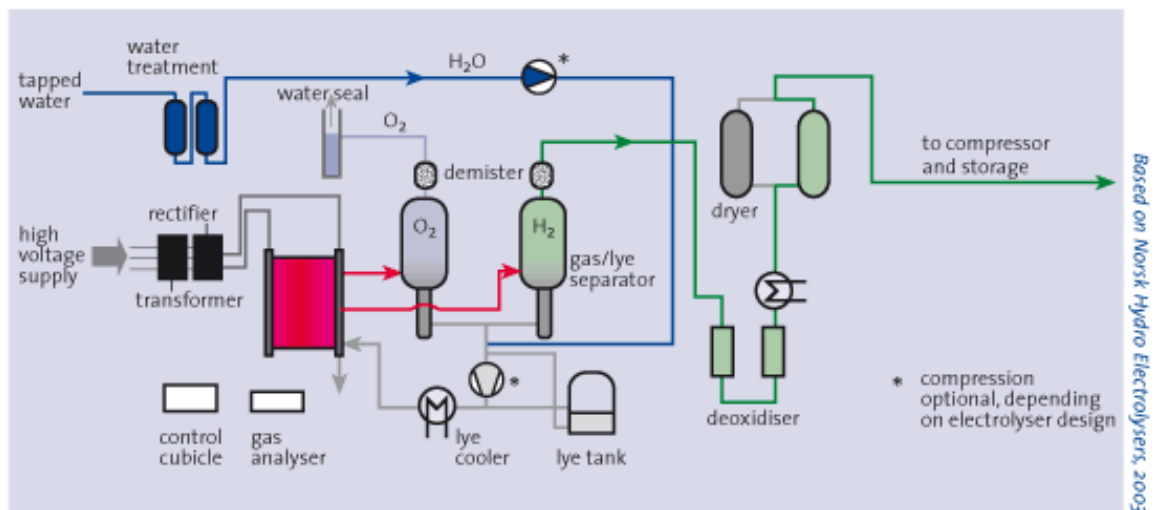 water
treatment
tapped
water
H₂O
*
water seal
O₂
demister
to compressor
and storage
dryer
rectifier
high
voltage
supply
transformer
O₂
H₂
gas/lye
separator
*
control
cubicle
gas
analyser
lye
cooler
lye tank
deoxidiser
* compression
optional, depending
on electrolyser design
Based on Norsk Hydro Electrolysers, 2003